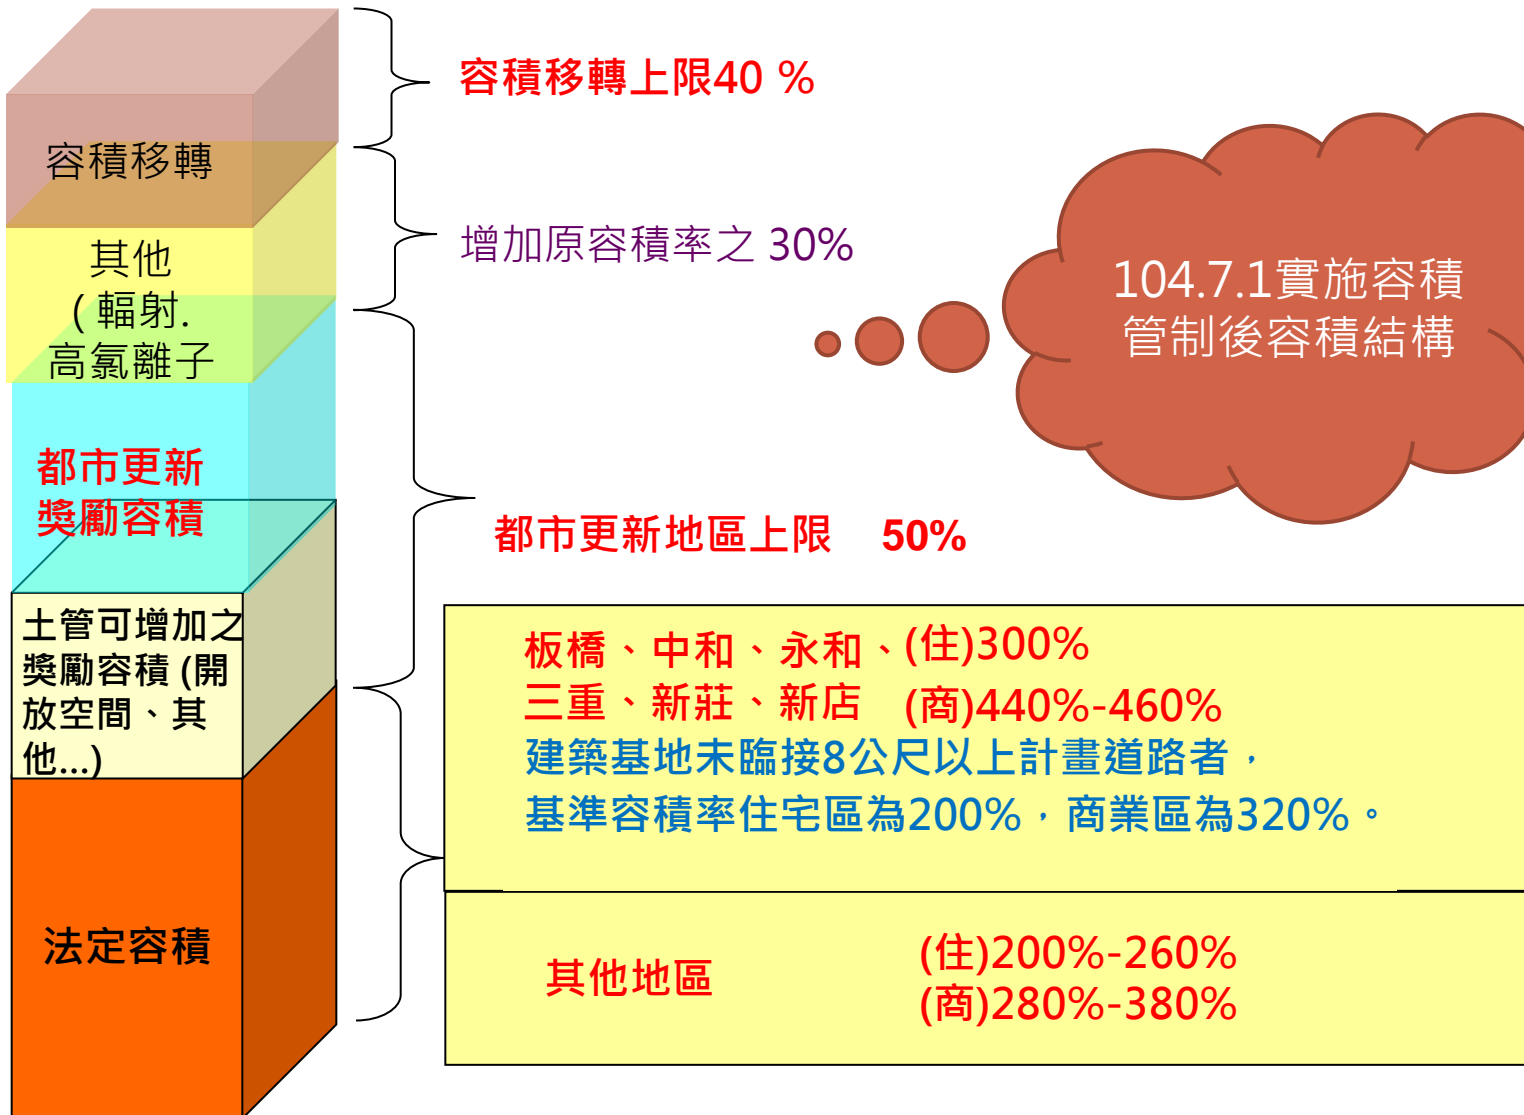 容積移轉上限40 %
容積移轉
增加原容積率之 30%
其他
( 輻射.
高氯離子
104.7.1實施容積
管制後容積結構
都市更新
獎勵容積
都市更新地區上限 50%
土管可增加之
獎勵容積 (開
放空間、其
他...)
板橋、中和、永和、(住)300%
三重、新莊、新店 (商)440%-460%
建築基地未臨接8公尺以上計畫道路者，
基準容積率住宅區為200%，商業區為320%。
法定容積
其他地區
(住)200%-260%
(商)280%-380%